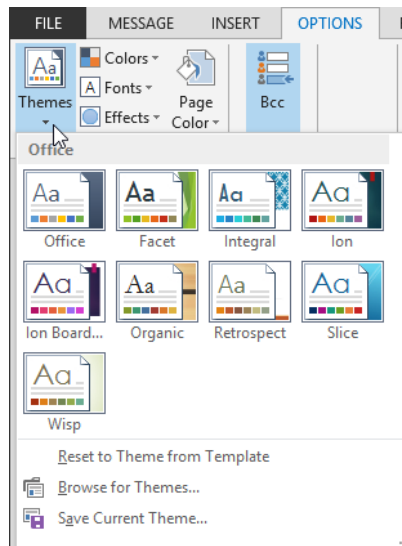 FILE MESSAGE INSERT OPTIONS
Aa
Themes
Colors
A Fonts
Effects
Page
Color
Bcc
Office
Aa Aa Aa Aa
Office Facet Integral Ion
Aa Aa Aa Aa
Ion Board... Organic Retrospect Slice
Aa
Wisp
Reset to Theme from Template
Browse for Themes...
Save Current Theme...